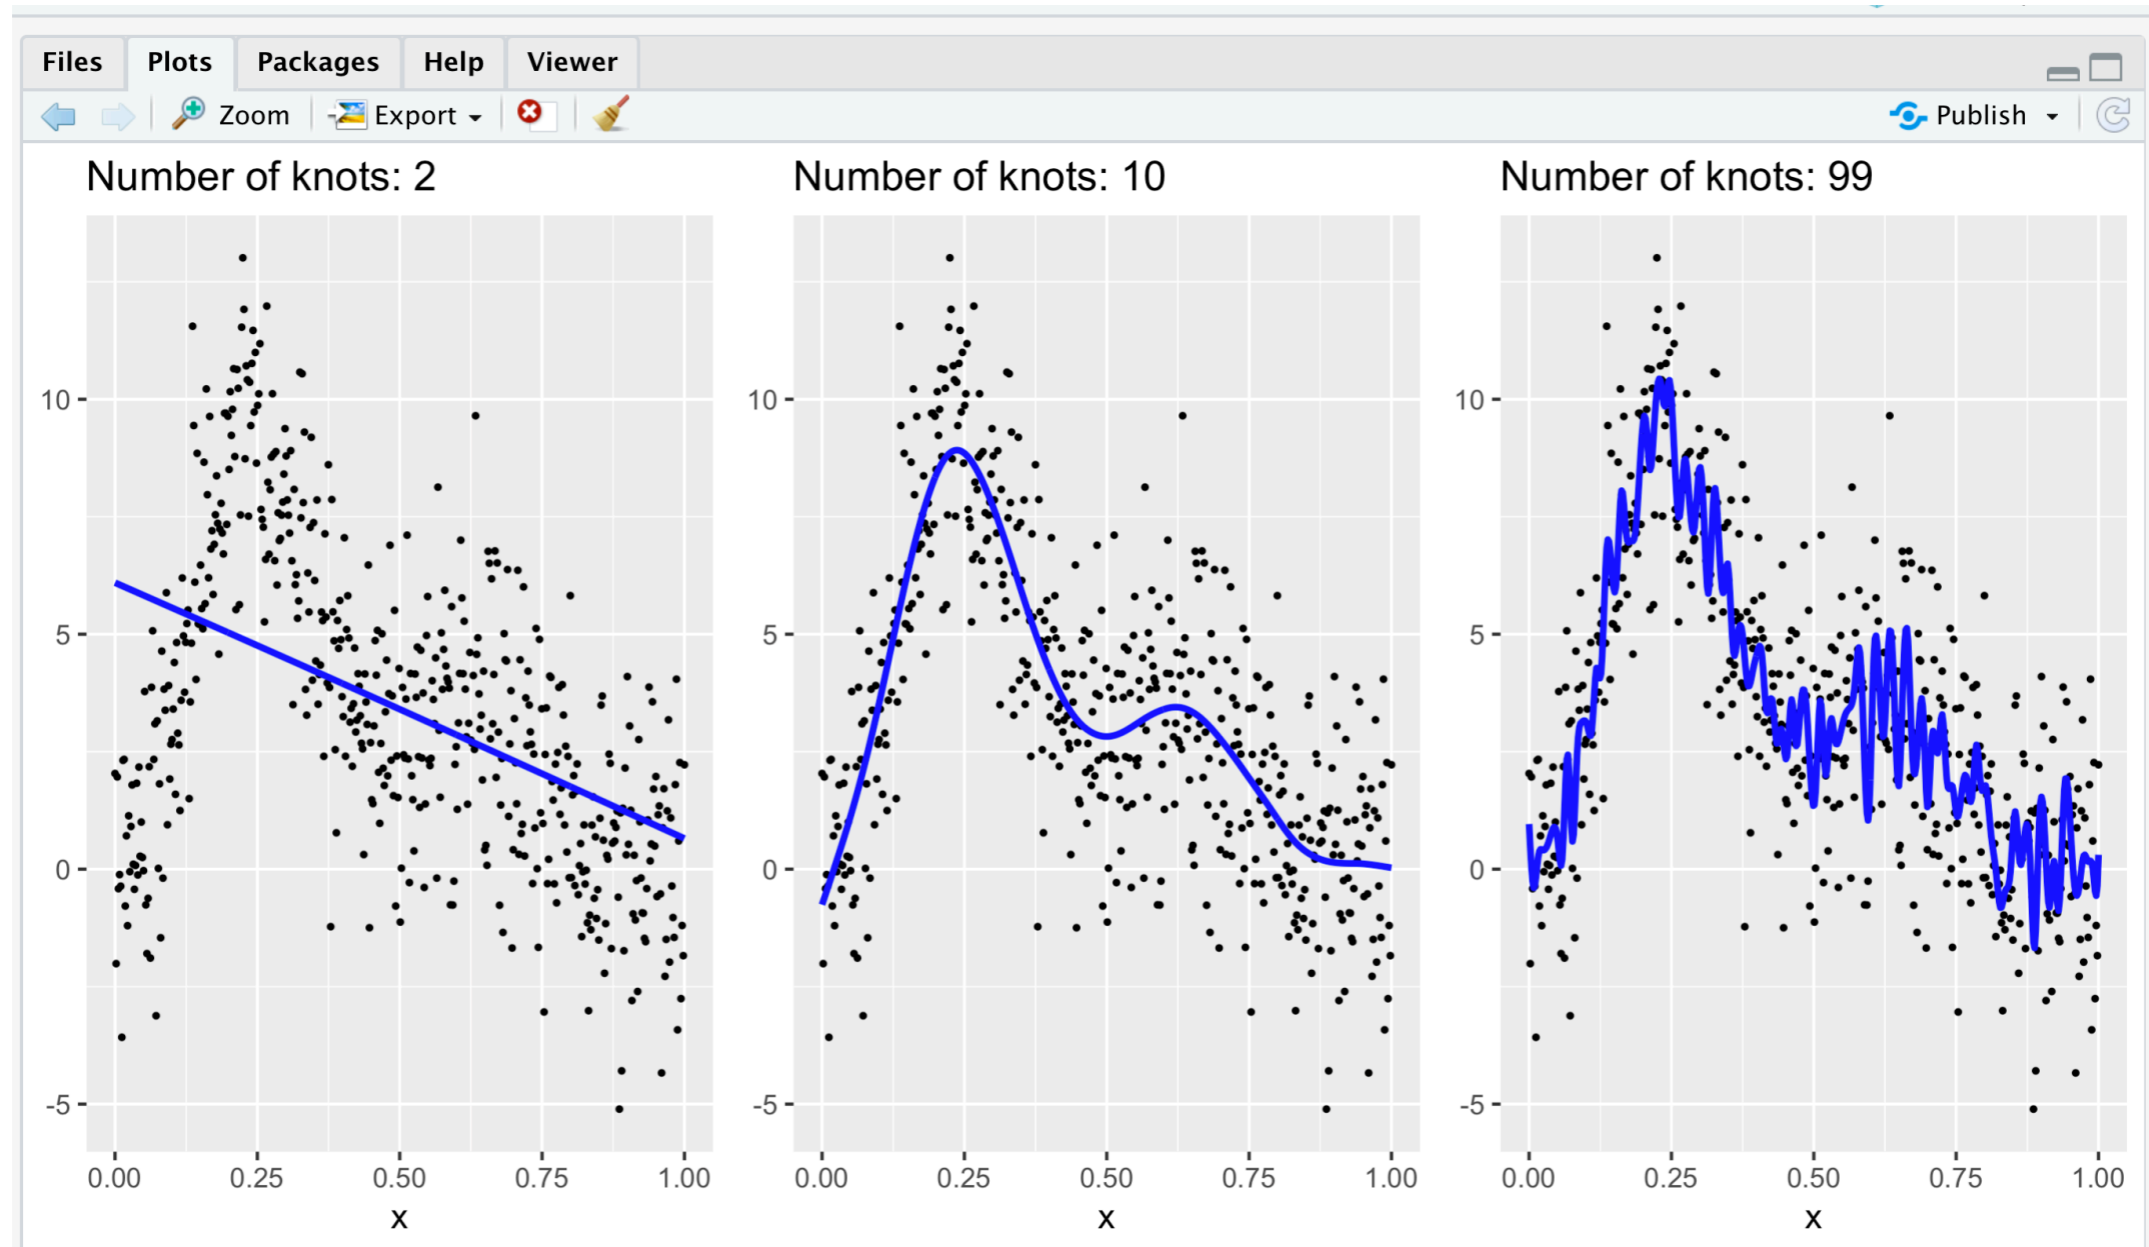 Files Plots Packages Help Viewer
Zoom Export Publish
Number of knots: 2
10
5
0
-5
0.00 0.25 0.50 0.75 1.00
x
Number of knots: 10
10
5
0
-5
0.00 0.25 0.50 0.75 1.00
x
Number of knots: 99
10
5
0
-5
0.00 0.25 0.50 0.75 1.00
x